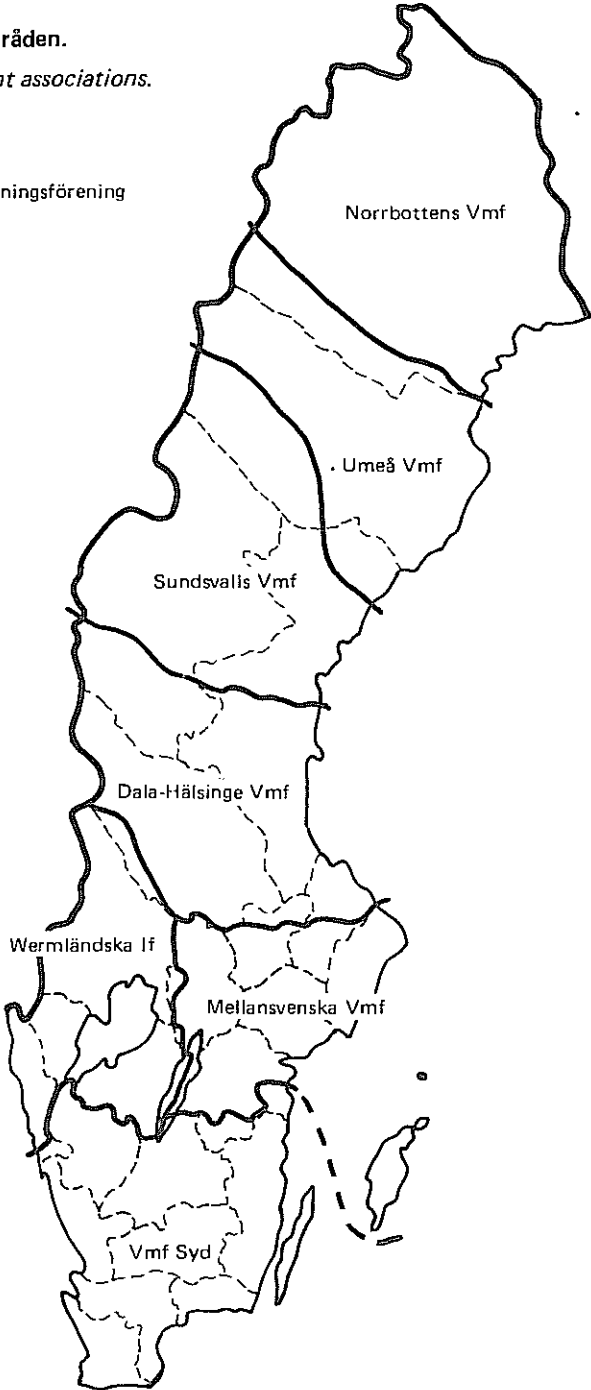 råden.
nt associations.
ningsförening
Norrbottens Vmf
Umeå Vmf
Sundsvalls Vmf
Dala-Hälsinge Vmf
Wermländska If
Mellansvenska Vmf
Vmf Syd